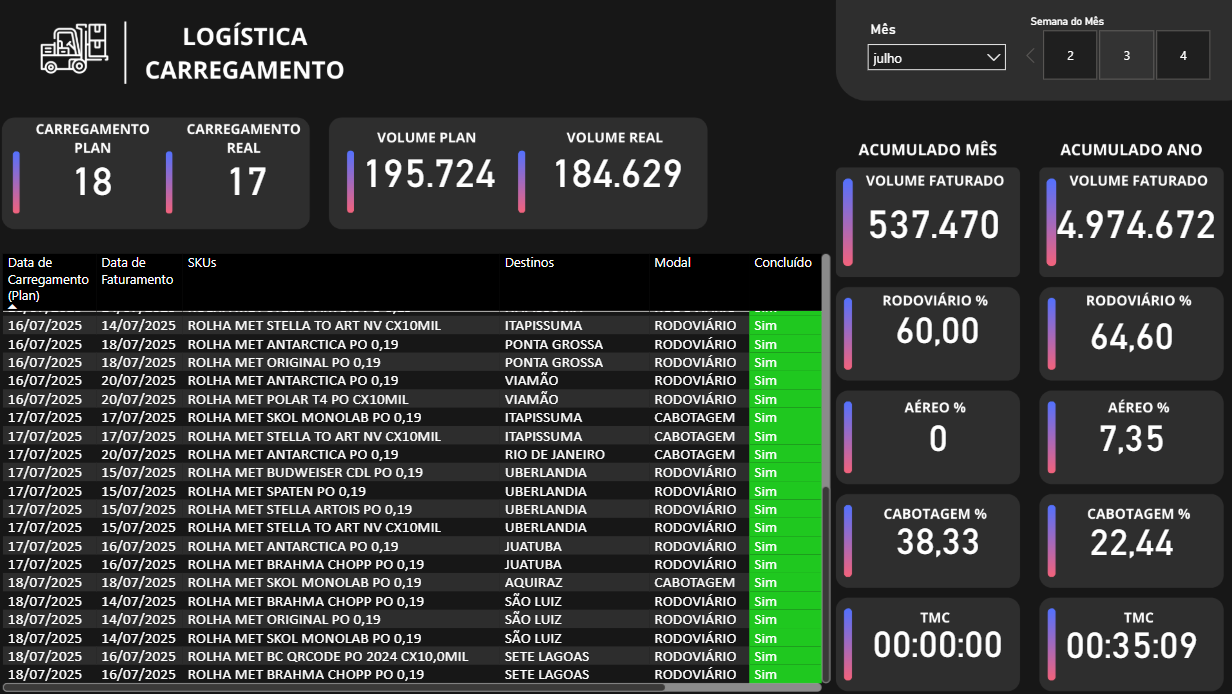 LOGÍSTICA
CARREGAMENTO
Mês
julho
Semana do Mês
2 3 4
CARREGAMENTO
PLAN
18
CARREGAMENTO
REAL
17
VOLUME PLAN
195.724
VOLUME REAL
184.629
ACUMULADO MÊS
VOLUME FATURADO
537.470
RODOVIÁRIO %
60,00
AÉREO %
0
CABOTAGEM %
38,33
TMC
00:00:00
ACUMULADO ANO
VOLUME FATURADO
4.974.672
RODOVIÁRIO %
64,60
AÉREO %
7,35
CABOTAGEM %
22,44
TMC
00:35:09
Data de
Carregamento
(Plan)
Data de
Faturamento
SKUs
Destinos
Modal
Concluído
16/07/2025 14/07/2025 ROLHA MET STELLA TO ART NV CX10MIL ITAPISSUMA RODOVIÁRIO Sim
16/07/2025 18/07/2025 ROLHA MET ANTARCTICA PO 0,19 PONTA GROSSA RODOVIÁRIO Sim
16/07/2025 18/07/2025 ROLHA MET ORIGINAL PO 0,19 PONTA GROSSA RODOVIÁRIO Sim
16/07/2025 20/07/2025 ROLHA MET ANTARCTICA PO 0,19 VIAMÃO RODOVIÁRIO Sim
16/07/2025 20/07/2025 ROLHA MET POLAR T4 PO CX10MIL VIAMÃO RODOVIÁRIO Sim
17/07/2025 17/07/2025 ROLHA MET SKOL MONOLAB PO 0,19 ITAPISSUMA CABOTAGEM Sim
17/07/2025 17/07/2025 ROLHA MET STELLA TO ART NV CX10MIL ITAPISSUMA CABOTAGEM Sim
17/07/2025 20/07/2025 ROLHA MET ANTARCTICA PO 0,19 RIO DE JANEIRO CABOTAGEM Sim
17/07/2025 15/07/2025 ROLHA MET BUDWEISER CDL PO 0,19 UBERLANDIA RODOVIÁRIO Sim
17/07/2025 15/07/2025 ROLHA MET SPATEN PO 0,19 UBERLANDIA RODOVIÁRIO Sim
17/07/2025 15/07/2025 ROLHA MET STELLA ARTOIS PO 0,19 UBERLANDIA RODOVIÁRIO Sim
17/07/2025 15/07/2025 ROLHA MET STELLA TO ART NV CX10MIL UBERLANDIA RODOVIÁRIO Sim
17/07/2025 16/07/2025 ROLHA MET ANTARCTICA PO 0,19 JUATUBA RODOVIÁRIO Sim
17/07/2025 16/07/2025 ROLHA MET BRAHMA CHOPP PO 0,19 JUATUBA RODOVIÁRIO Sim
18/07/2025 18/07/2025 ROLHA MET SKOL MONOLAB PO 0,19 AQUIRAZ CABOTAGEM Sim
18/07/2025 14/07/2025 ROLHA MET BRAHMA CHOPP PO 0,19 SÃO LUIZ RODOVIÁRIO Sim
18/07/2025 14/07/2025 ROLHA MET ORIGINAL PO 0,19 SÃO LUIZ RODOVIÁRIO Sim
18/07/2025 14/07/2025 ROLHA MET SKOL MONOLAB PO 0,19 SÃO LUIZ RODOVIÁRIO Sim
18/07/2025 16/07/2025 ROLHA MET BC QRCODE PO 2024 CX10,0MIL SETE LAGOAS RODOVIÁRIO Sim
18/07/2025 16/07/2025 ROLHA MET BRAHMA CHOPP PO 0,19 SETE LAGOAS RODOVIÁRIO Sim